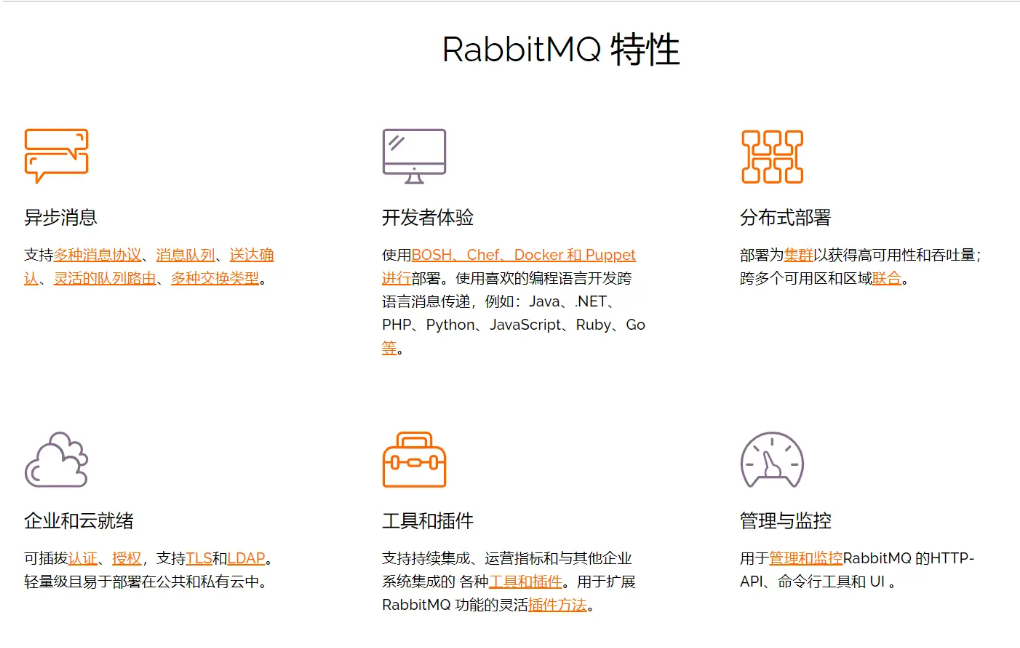 RabbitMQ 特性
异步消息
支持多种消息协议、消息队列、送达确
认、灵活的队列路由、多种交换类型。
开发者体验
使用BOSH、Chef、Docker 和 Puppet
进行部署。使用喜欢的编程语言开发跨
语言消息传递，例如：Java、.NET、
PHP、Python、JavaScript、Ruby、Go
等。
分布式部署
部署为集群以获得高可用性和吞吐量；
跨多个可用区和区域联合。
企业和云就绪
可插拔认证、授权，支持TLS和LDAP。
轻量级且易于部署在公共和私有云中。
工具和插件
支持持续集成、运营指标和与其他企业
系统集成的 各种工具和插件。用于扩展
RabbitMQ 功能的灵活插件方法。
管理与监控
用于管理和监控RabbitMQ 的HTTP-
API、命令行工具和 UI 。